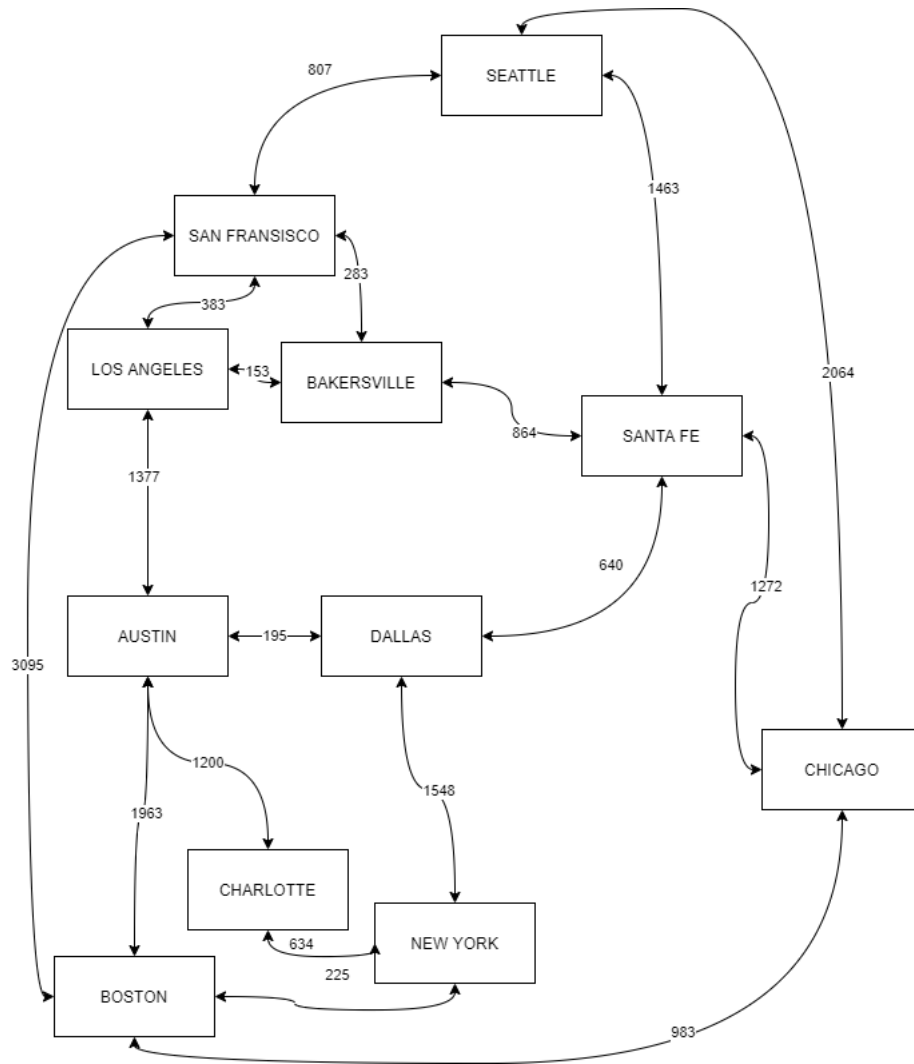 SEATTLE
807
1463
SAN FRANSISCO
283
383
LOS ANGELES
153
BAKERSVILLE
2064
864
SANTA FE
1377
640
1272
AUSTIN
195
DALLAS
3095
1200
CHICAGO
1548
1963
CHARLOTTE
634
NEW YORK
225
BOSTON
983